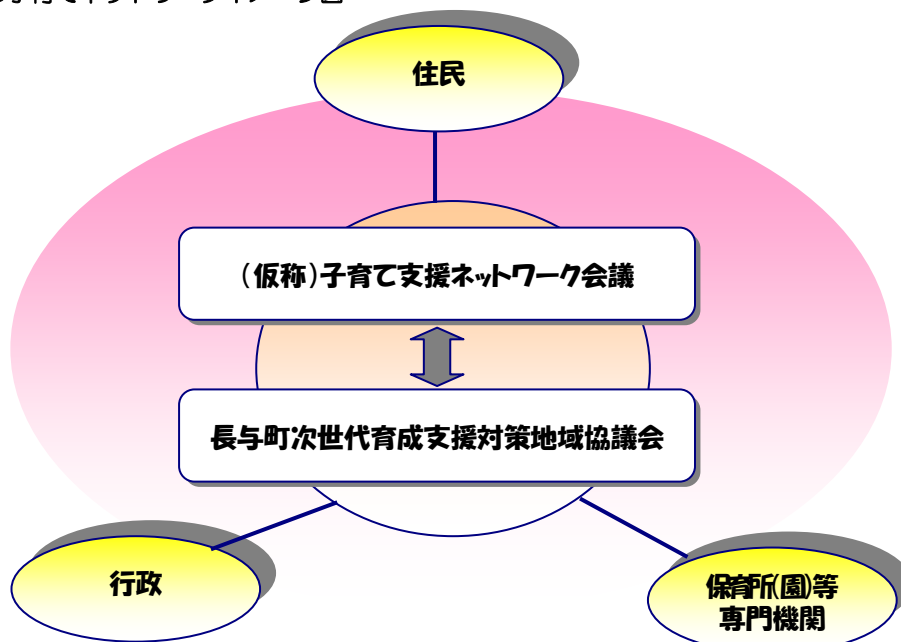 住民
(仮称)子育て支援ネットワーク会議
長与町次世代育成支援対策地域協議会
行政
保育所(園)等
専門機関